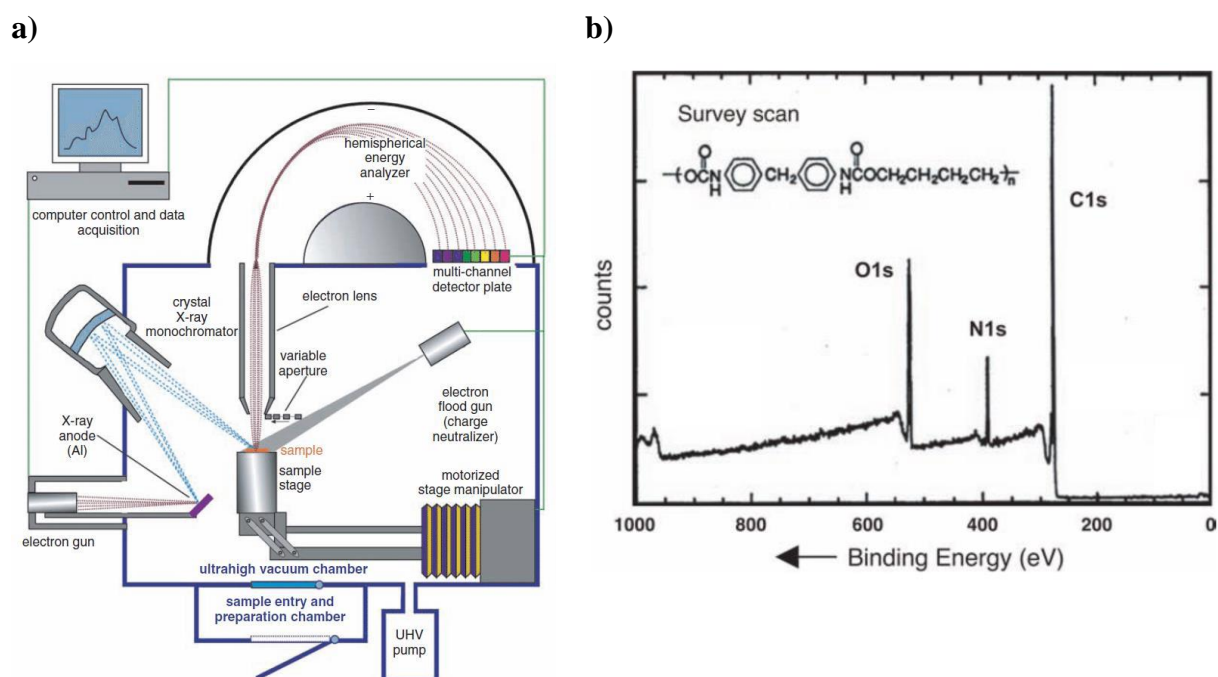 a)
b)
−
hemispherical
energy
analyzer
+
computer control and data
acquisition
multi-channel
detector plate
crystal
X-ray
monochromator
electron lens
variable
aperture
X-ray
anode
(Al)
electron
flood gun
(charge
neutralizer)
sample
sample
stage
motorized
stage manipulator
electron gun
ultrahigh vacuum chamber
sample entry and
preparation chamber
UHV
pump
Survey scan
O
O
(OCN
CH₂
NCOCH₂CH₂CH₂CH₂)n
H
H
C1s
O1s
N1s
counts
1000
800
600
400
200
0
Binding Energy (eV)